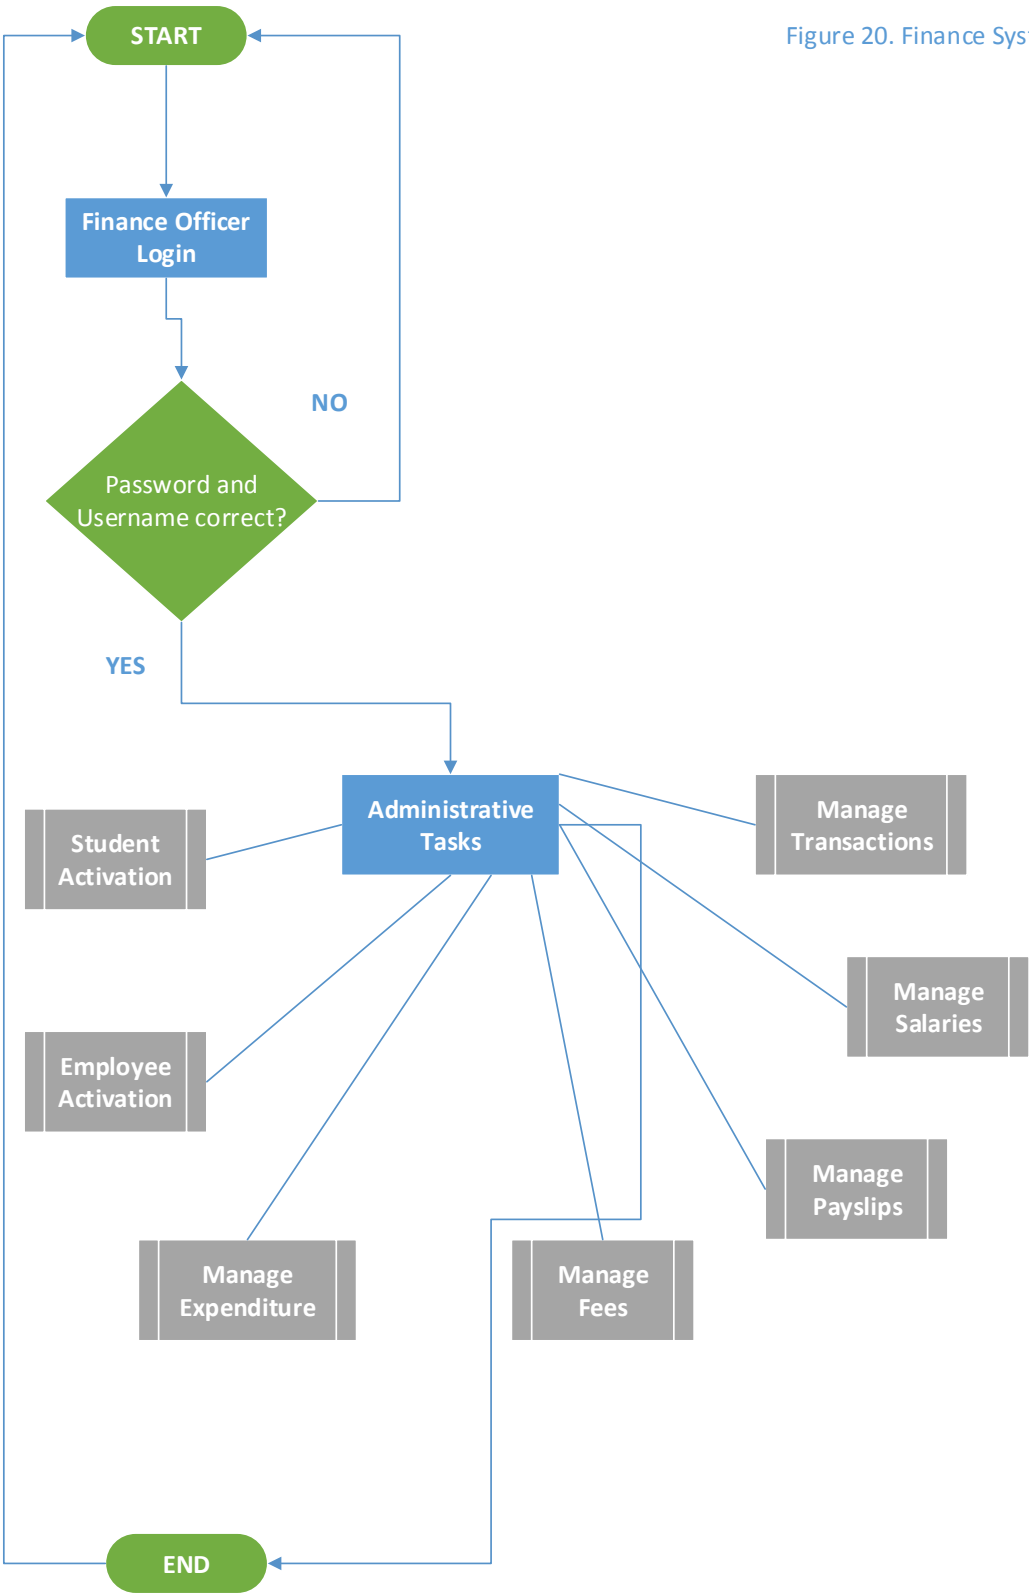 START
Figure 20. Finance
Finance Officer
Login
NO
Password and
Username correct?
YES
Administrative
Tasks
Manage
Transactions
Student
Activation
Manage
Salaries
Employee
Activation
Manage
Payslips
Manage
Expenditure
Manage
Fees
END